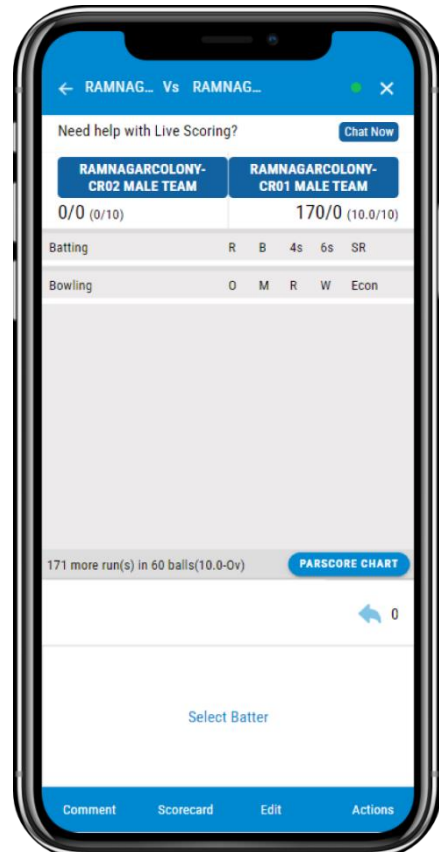 ← RAMNAG... Vs RAMNAG... ×
Need help with Live Scoring? Chat Now
RAMNAGARCOLONY-CR02 MALE TEAM
RAMNAGARCOLONY-CR01 MALE TEAM
0/0 (0/10) 170/0 (10.0/10)
Batting R B 4s 6s SR
Bowling O M R W Econ
171 more run(s) in 60 balls(10.0-Ov) PARSCORE CHART
0
Select Batter
Comment Scorecard Edit Actions